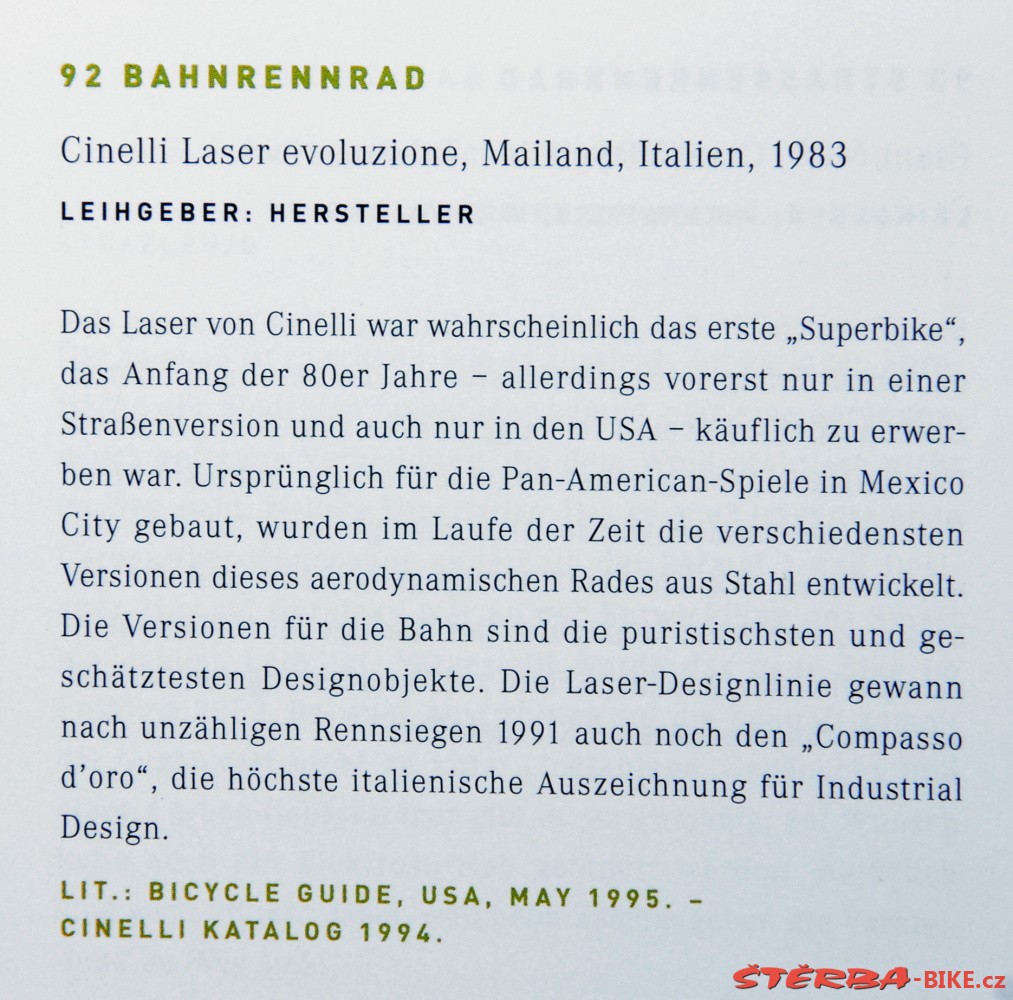 92 BAHNRENNRAD
Cinelli Laser evoluzione, Mailand, Italien, 1983
LEIHGEBER: HERSTELLER
Das Laser von Cinelli war wahrscheinlich das erste „Superbike“,
das Anfang der 80er Jahre – allerdings vorerst nur in einer
Straßenversion und auch nur in den USA – käuflich zu erwer-
ben war. Ursprünglich für die Pan-American-Spiele in Mexico
City gebaut, wurden im Laufe der Zeit die verschiedensten
Versionen dieses aerodynamischen Rades aus Stahl entwickelt.
Die Versionen für die Bahn sind die puristischsten und ge-
schätztesten Designobjekte. Die Laser-Designlinie gewann
nach unzähligen Rennsiegen 1991 auch noch den „Compasso
d’oro“, die höchste italienische Auszeichnung für Industrial
Design.
LIT.: BICYCLE GUIDE, USA, MAY 1995. –
CINELLI KATALOG 1994.
ŠTĚRBA-BIKE.cz